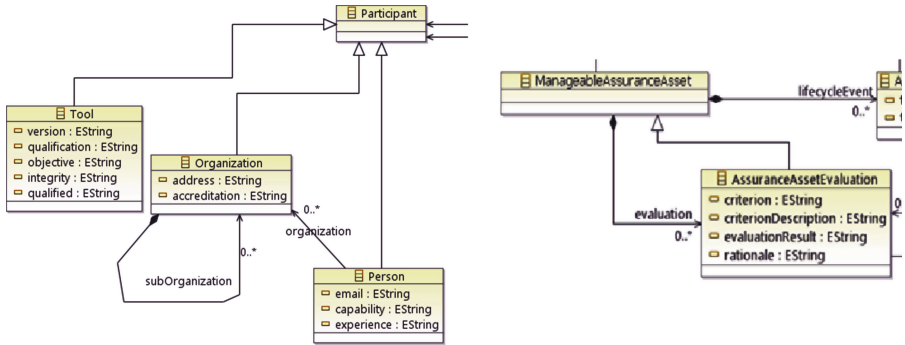 Participant
Tool
version : EString
qualification : EString
objective : EString
integrity : EString
qualified : EString
Organization
address : EString
accreditation : EString
0..*
organization
0..*
subOrganization
Person
email : EString
capability : EString
experience : EString
ManageableAssuranceAsset
lifecycleEvent
0..*
A
AssuranceAssetEvaluation
criterion : EString
criterionDescription : EString
evaluationResult : EString
rationale : EString
evaluation
0..*